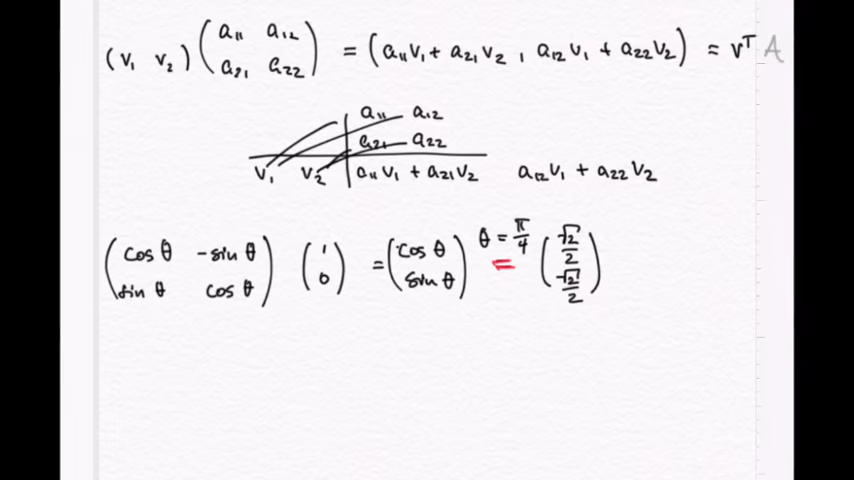 (v₁ v₂) (a₁₁ a₁₂ / a₂₁ a₂₂) = (a₁₁v₁ + a₂₁v₂ , a₁₂v₁ + a₂₂v₂) = vᵀ A
a₁₁ a₁₂
a₂₁ a₂₂
v₁ v₂ a₁₁v₁ + a₂₁v₂ a₁₂v₁ + a₂₂v₂
(cos θ -sin θ / sin θ cos θ) (1 / 0) = (cos θ / sin θ) θ = π/4 = (√2/2 / √2/2)